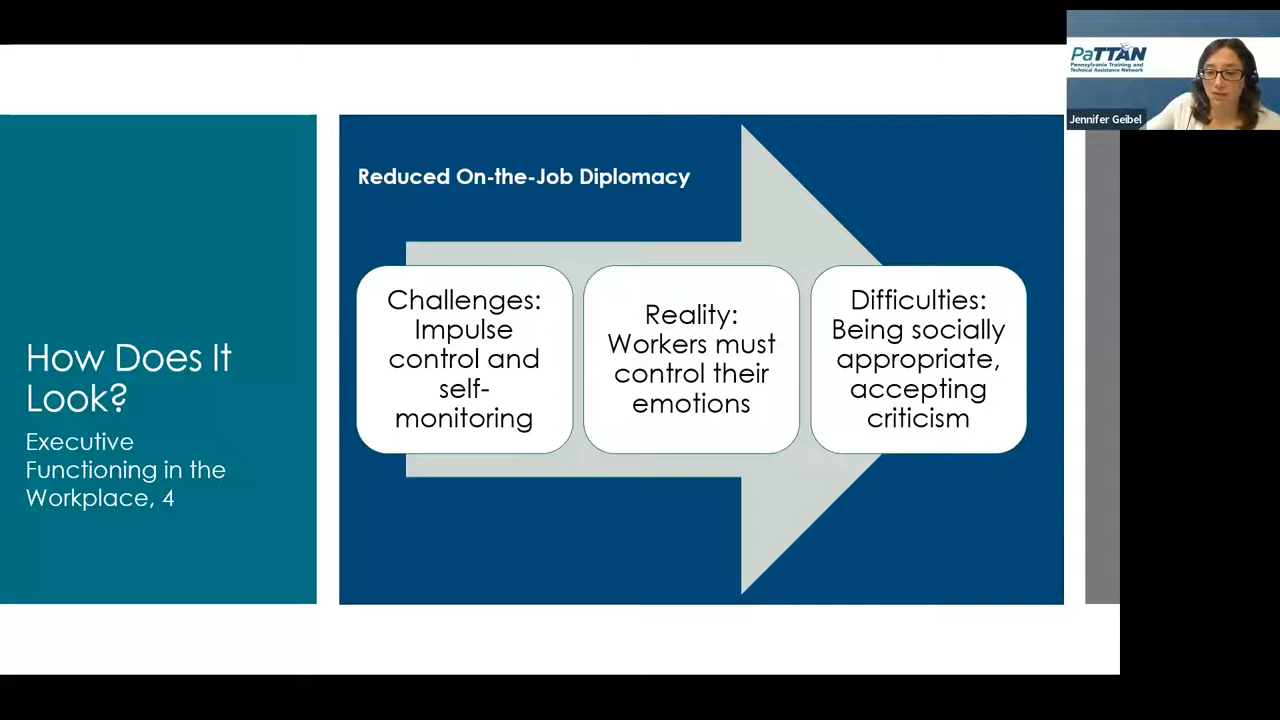 How Does It
Look?
Executive
Functioning in the
Workplace, 4
Reduced On-the-Job Diplomacy
Challenges:
Impulse
control and
self-
monitoring
Reality:
Workers must
control their
emotions
Difficulties:
Being socially
appropriate,
accepting
criticism
PaTTAN
Pennsylvania Training and
Technical Assistance Network
Jennifer Geibel